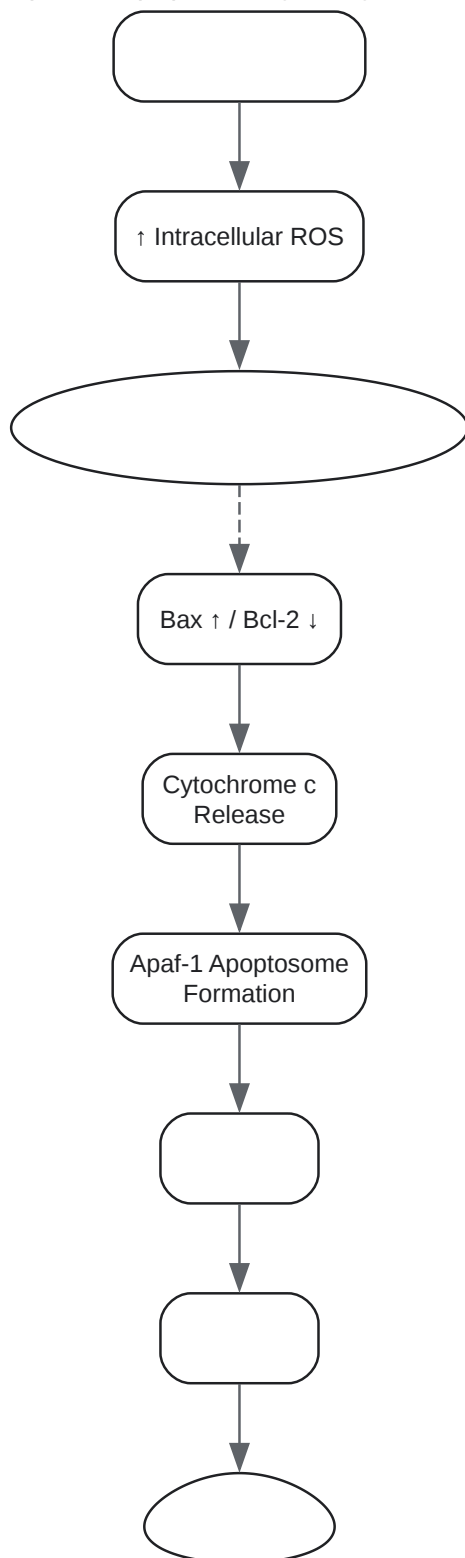 ↑ Intracellular ROS
Bax ↑ / Bcl-2 ↓
Cytochrome c
Release
Apaf-1 Apoptosome
Formation